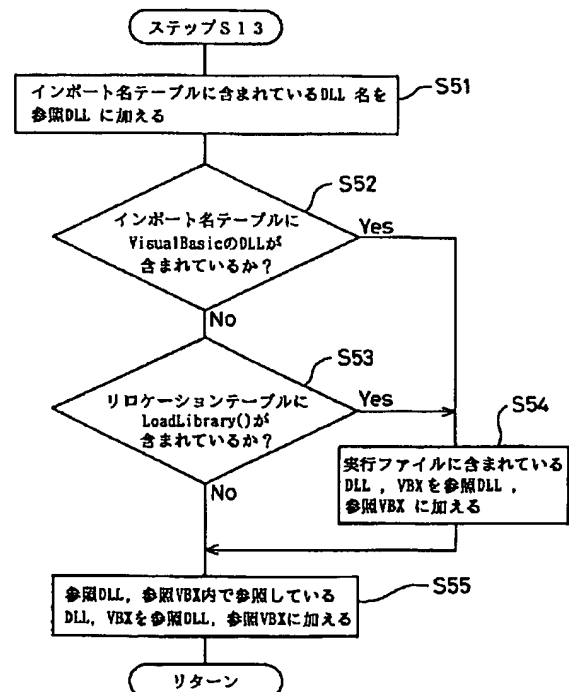 ステップS13
インポート名テーブルに含まれているDLL 名を
参照DLL に加える
S51
S52
インポート名テーブルに
VisualBasicのDLLが
含まれているか?
Yes
No
S53
リロケーションテーブルに
LoadLibrary()が
含まれているか?
Yes
No
S54
実行ファイルに含まれている
DLL , VBXを参照DLL ,
参照VBX に加える
参照DLL, 参照VBX内で参照している
DLL, VBXを参照DLL, 参照VBXに加える
S55
リターン